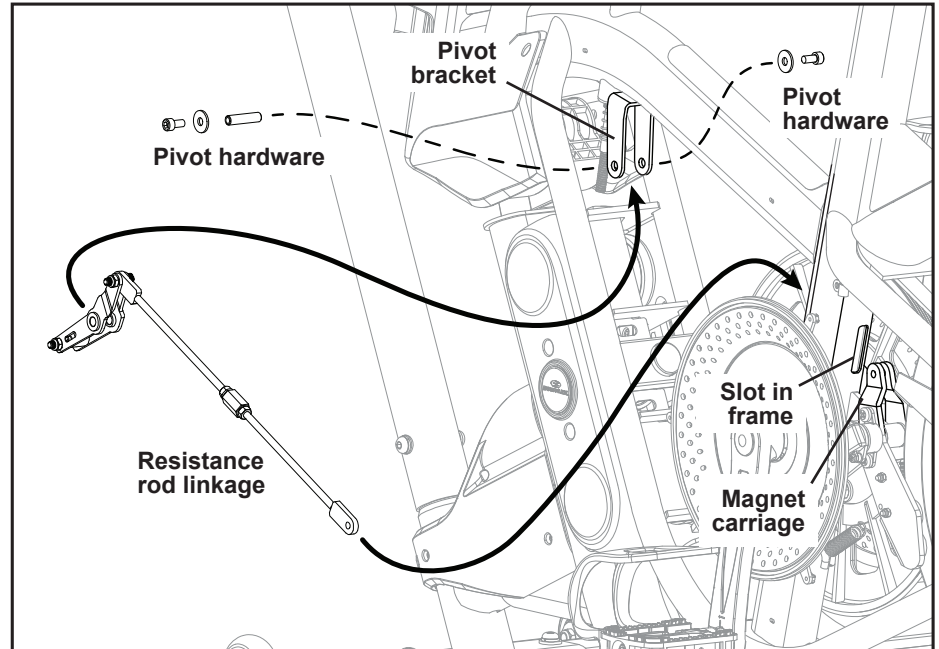 Pivot
bracket
Pivot
hardware
Pivot hardware
Slot in
frame
Resistance
rod linkage
Magnet
carriage